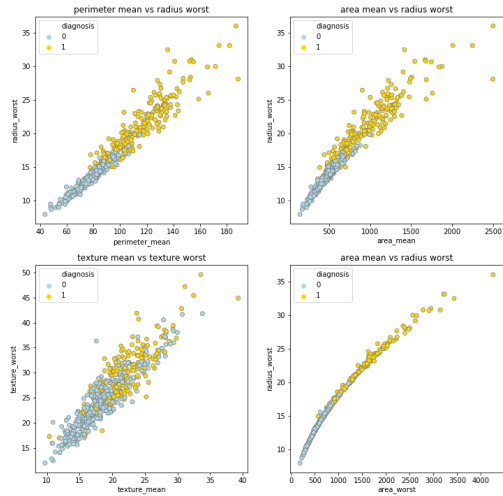 perimeter mean vs radius worst
diagnosis
0
1
35
30
25
20
15
10
radius_worst
40 60 80 100 120 140 160 180
perimeter_mean
area mean vs radius worst
diagnosis
0
1
35
30
25
20
15
10
radius_worst
500 1000 1500 2000 2500
area_mean
texture mean vs texture worst
diagnosis
0
1
50
45
40
35
30
25
20
15
texture_worst
10 15 20 25 30 35 40
texture_mean
area mean vs radius worst
diagnosis
0
1
35
30
25
20
15
10
radius_worst
0 500 1000 1500 2000 2500 3000 3500 4000
area_worst